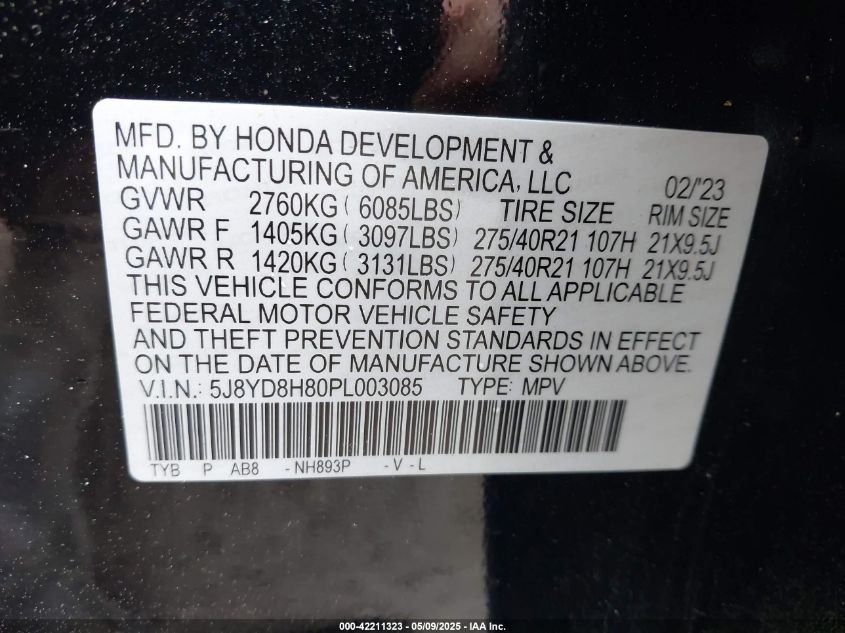 MFD. BY HONDA DEVELOPMENT &
MANUFACTURING OF AMERICA, LLC 02/'23
GVWR 2760KG ( 6085LBS) TIRE SIZE RIM SIZE
GAWR F 1405KG ( 3097LBS) 275/40R21 107H 21X9.5J
GAWR R 1420KG ( 3131LBS) 275/40R21 107H 21X9.5J
THIS VEHICLE CONFORMS TO ALL APPLICABLE
FEDERAL MOTOR VEHICLE SAFETY
AND THEFT PREVENTION STANDARDS IN EFFECT
ON THE DATE OF MANUFACTURE SHOWN ABOVE.
V.I.N.: 5J8YD8H80PL003085 TYPE: MPV
TYB P AB8 -NH893P -V-L
000-42211323 - 05/09/2025 - IAA Inc.